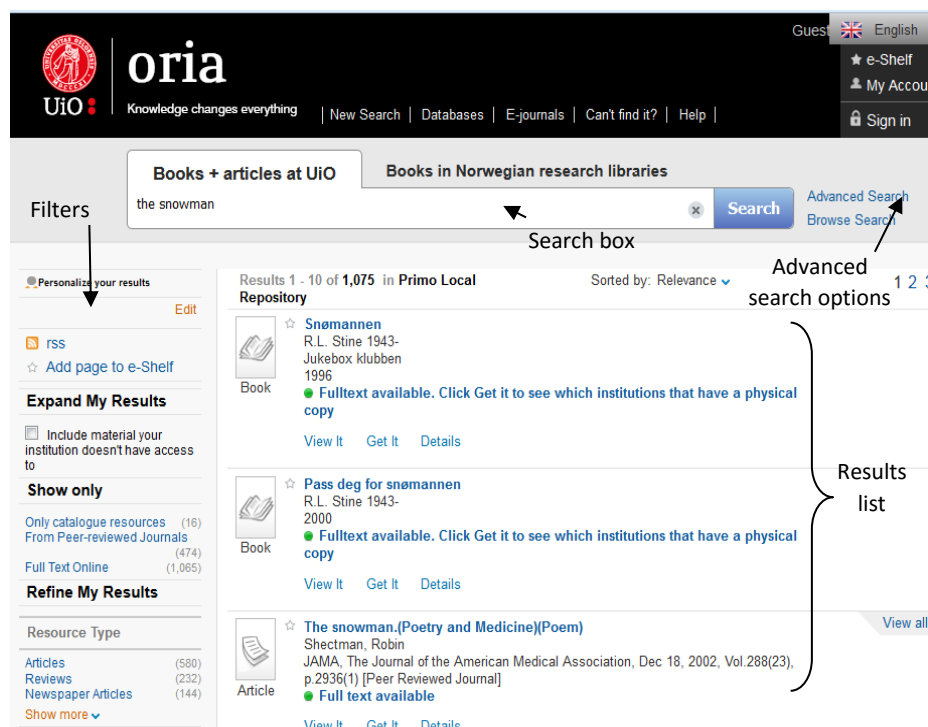 Guest English
★ e-Shelf
My Accou
Sign in
UiO:
oria
Knowledge changes everything
| New Search | Databases | E-journals | Can't find it? | Help |
Books + articles at UiO
Books in Norwegian research libraries
the snowman
Search
Advanced Search
Browse Search
Filters
Search box
Advanced
search options
Personalize your results
Edit
rss
☆ Add page to e-Shelf
Expand My Results
Include material your
institution doesn't have access
to
Show only
Only catalogue resources (16)
From Peer-reviewed Journals
(474)
Full Text Online (1,065)
Refine My Results
Resource Type
Articles (580)
Reviews (232)
Newspaper Articles (144)
Show more
Results 1 - 10 of 1,075 in Primo Local
Repository
Sorted by: Relevance
1 2 3
Snømannen
R.L. Stine 1943-
Jukebox klubben
1996
Book
Fulltext available. Click Get it to see which institutions that have a physical
copy
View It Get It Details
Pass deg for snømannen
R.L. Stine 1943-
2000
Book
Fulltext available. Click Get it to see which institutions that have a physical
copy
View It Get It Details
Results
list
The snowman.(Poetry and Medicine)(Poem)
View all
Shectman, Robin
JAMA, The Journal of the American Medical Association, Dec 18, 2002, Vol.288(23),
p.2936(1) [Peer Reviewed Journal]
Article
Full text available
View It Get It Details